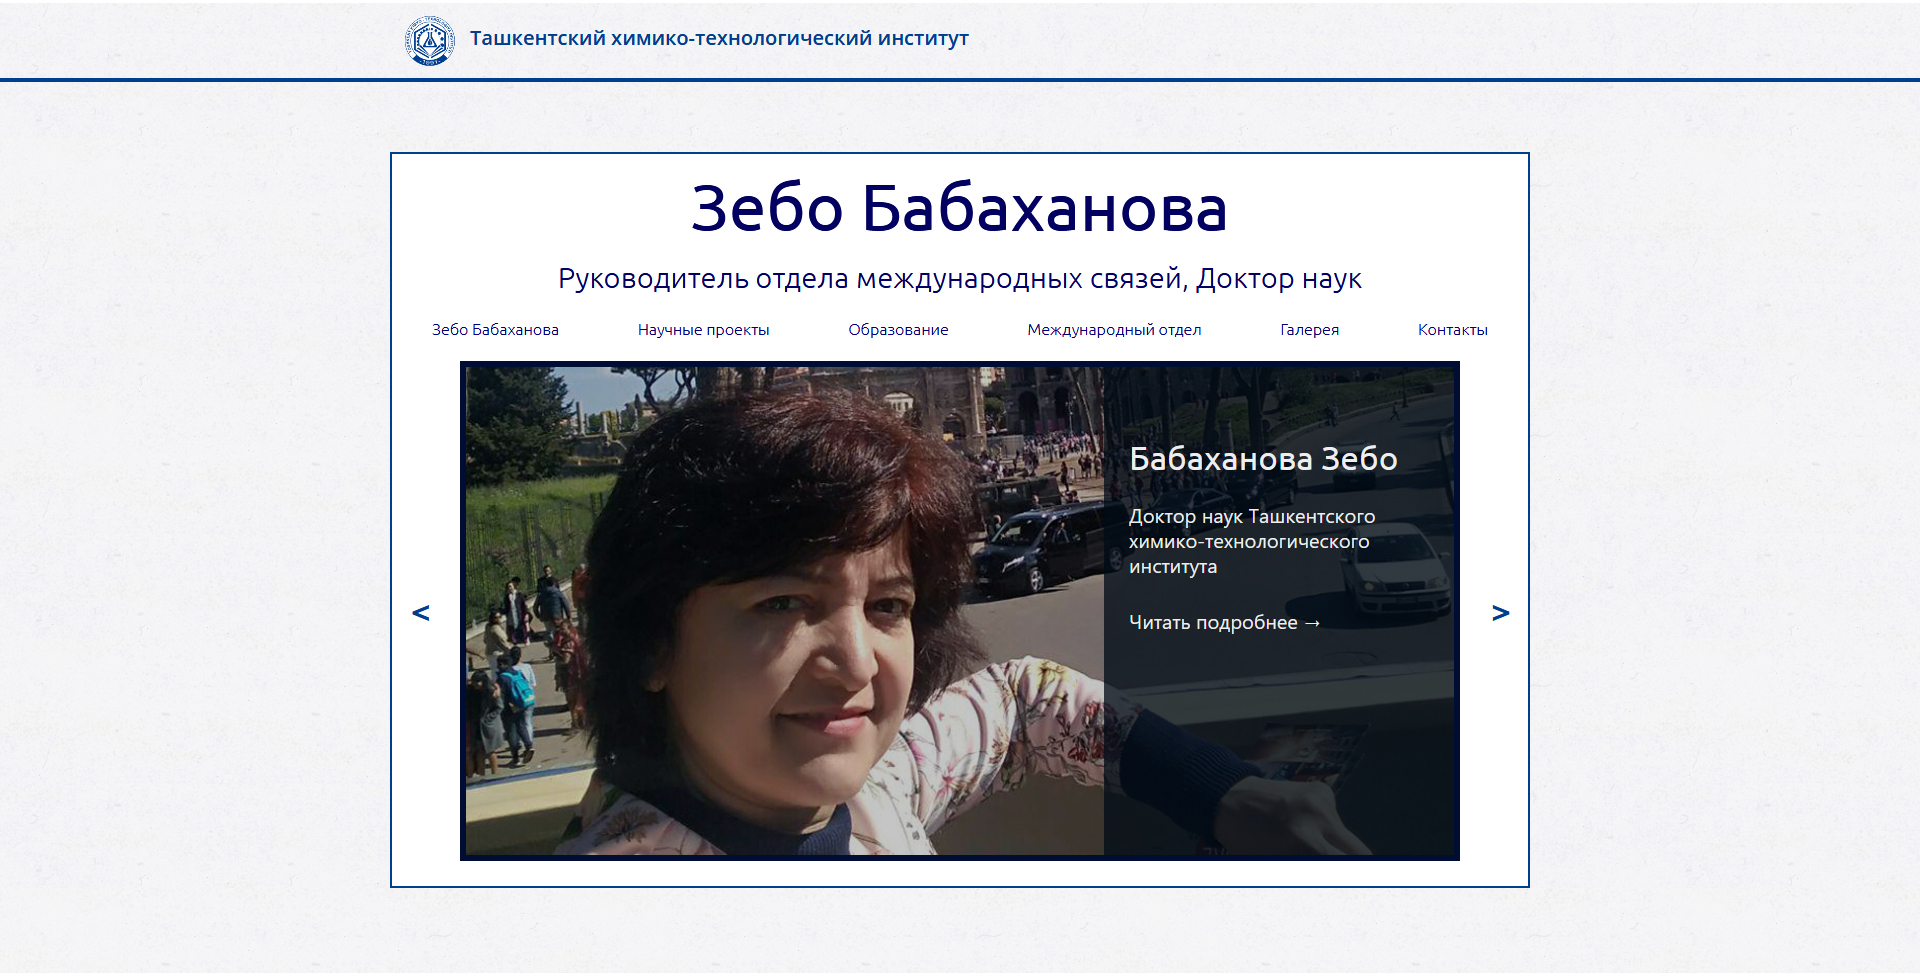 Ташкентский химико-технологический институт
Зебо Бабаханова
Руководитель отдела международных связей, Доктор наук
Зебо Бабаханова Научные проекты Образование Международный отдел Галерея Контакты
Бабаханова Зебо
Доктор наук Ташкентского
химико-технологического
института
< >
Читать подробнее →